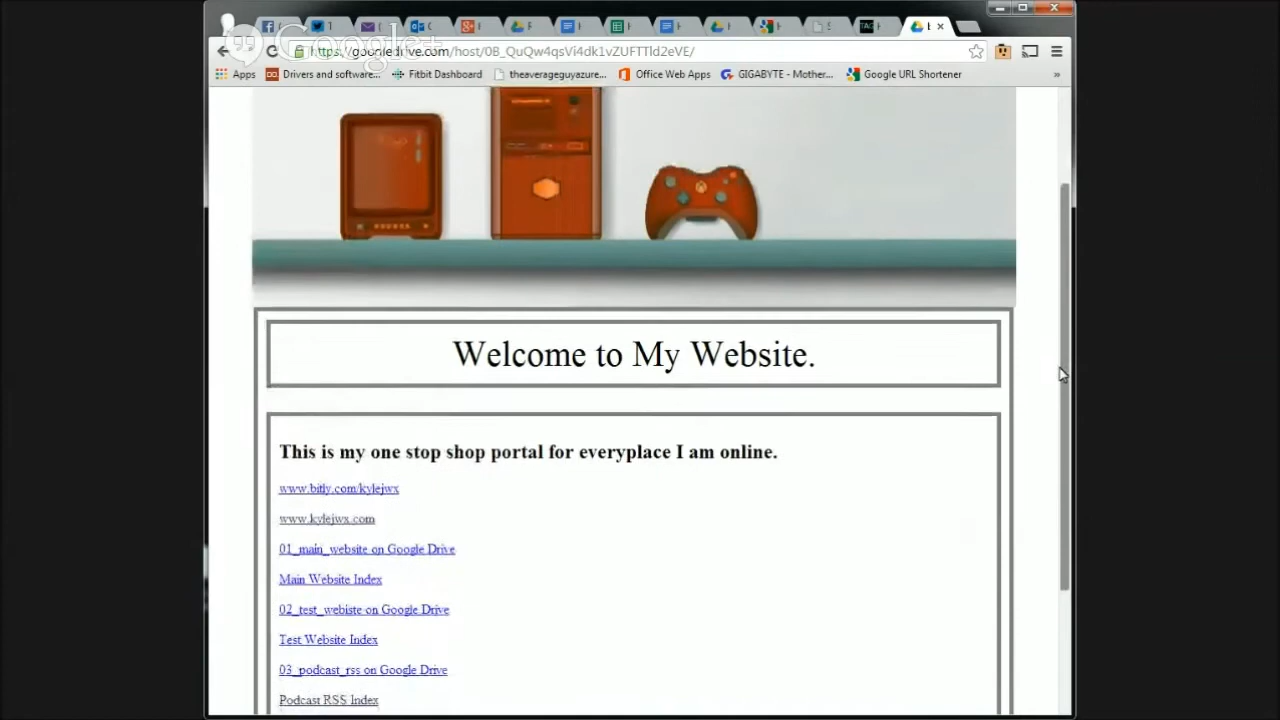 Google+
https://googledrive.com/host/0B_QuQw4qsVi4dk1vZUFTTld2eVE/
Apps Drivers and software... Fitbit Dashboard theaverageguyazure... Office Web Apps GIGABYTE - Mother... Google URL Shortener »
Welcome to My Website.
This is my one stop shop portal for everyplace I am online.
www.bitly.com/kylejwx
www.kylejwx.com
01_main_website on Google Drive
Main Website Index
02_test_webiste on Google Drive
Test Website Index
03_podcast_rss on Google Drive
Podcast RSS Index